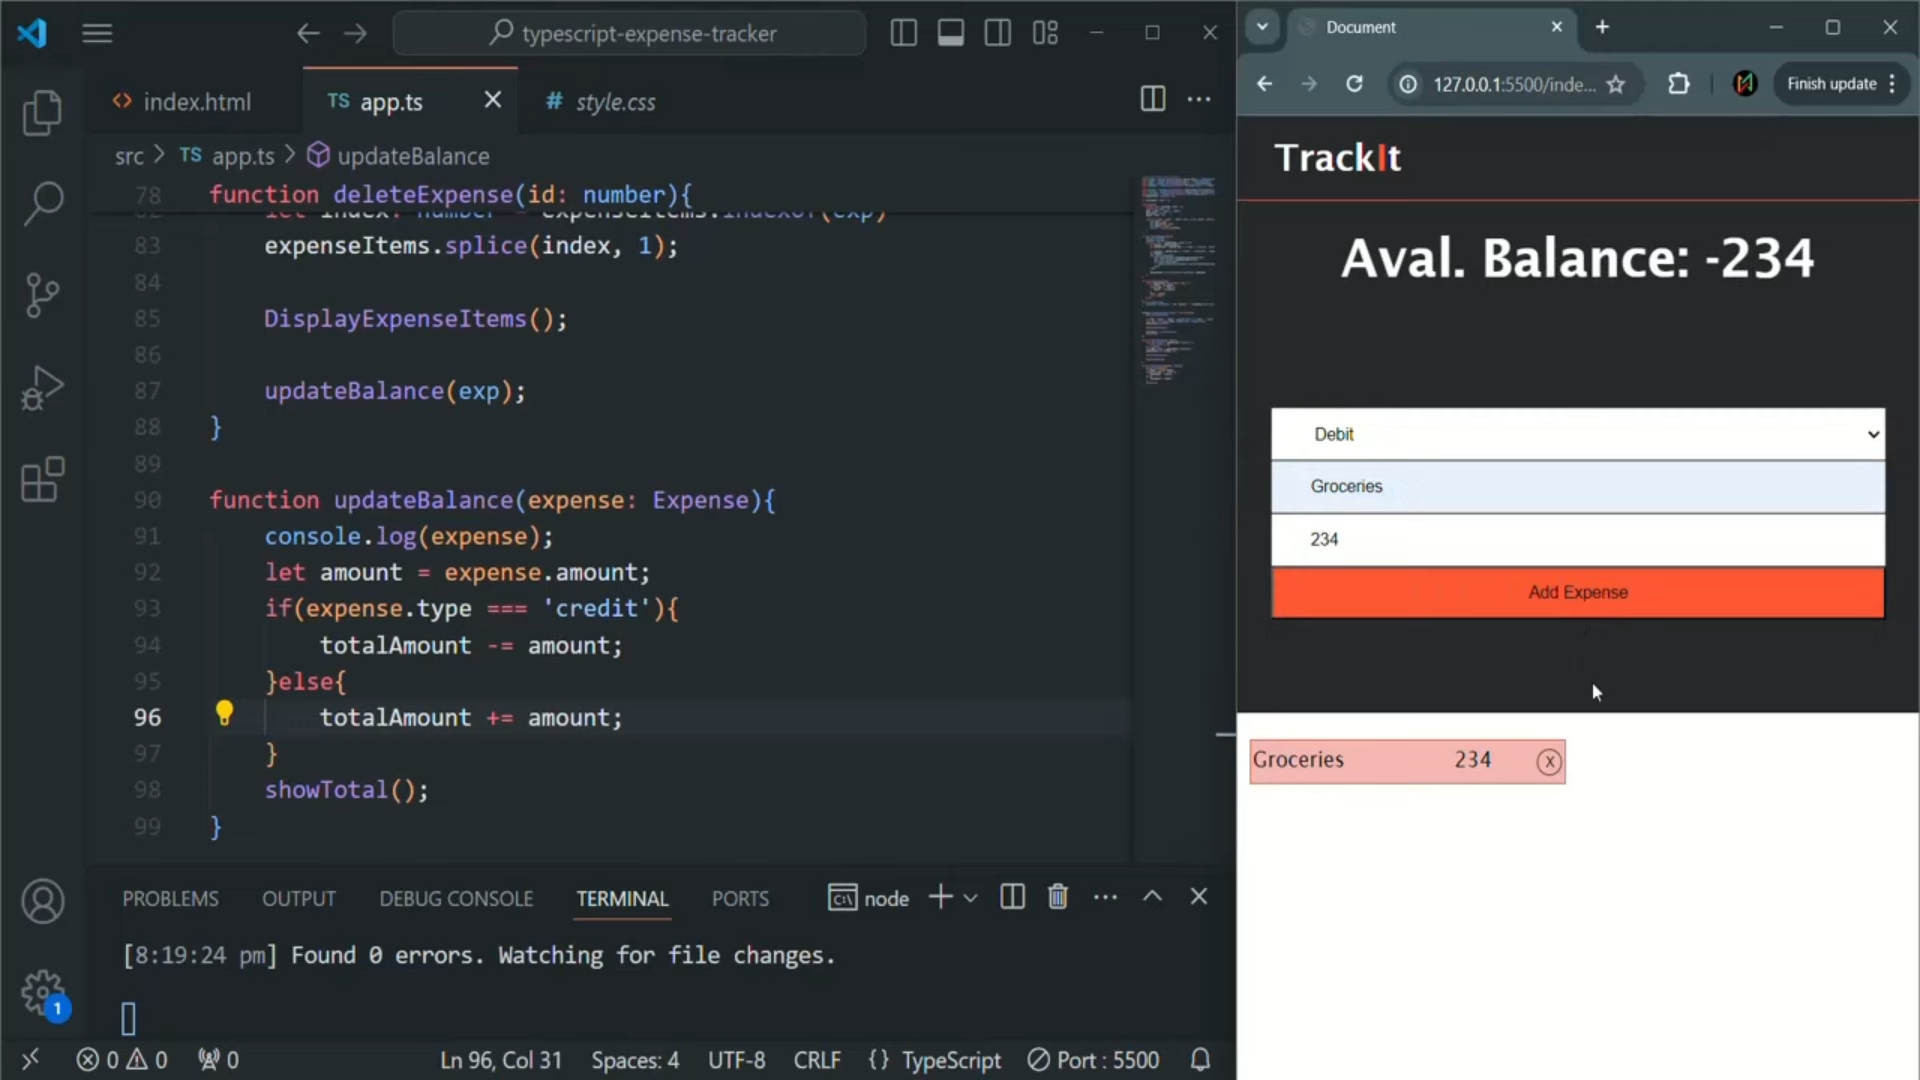 typescript-expense-tracker
index.html
TS app.ts
# style.css
src > TS app.ts > updateBalance
78 function deleteExpense(id: number){
83 expenseItems.splice(index, 1);
84
85 DisplayExpenseItems();
86
87 updateBalance(exp);
88 }
89
90 function updateBalance(expense: Expense){
91 console.log(expense);
92 let amount = expense.amount;
93 if(expense.type === 'credit'){
94 totalAmount -= amount;
95 }else{
96 totalAmount += amount;
97 }
98 showTotal();
99 }
PROBLEMS OUTPUT DEBUG CONSOLE TERMINAL PORTS node
[8:19:24 pm] Found 0 errors. Watching for file changes.
1
0 0 0 Ln 96, Col 31 Spaces: 4 UTF-8 CRLF {} TypeScript Port : 5500
Document
127.0.0.1:5500/inde...
Finish update
TrackIt
Aval. Balance: -234
Debit
Groceries
234
Add Expense
Groceries 234 X